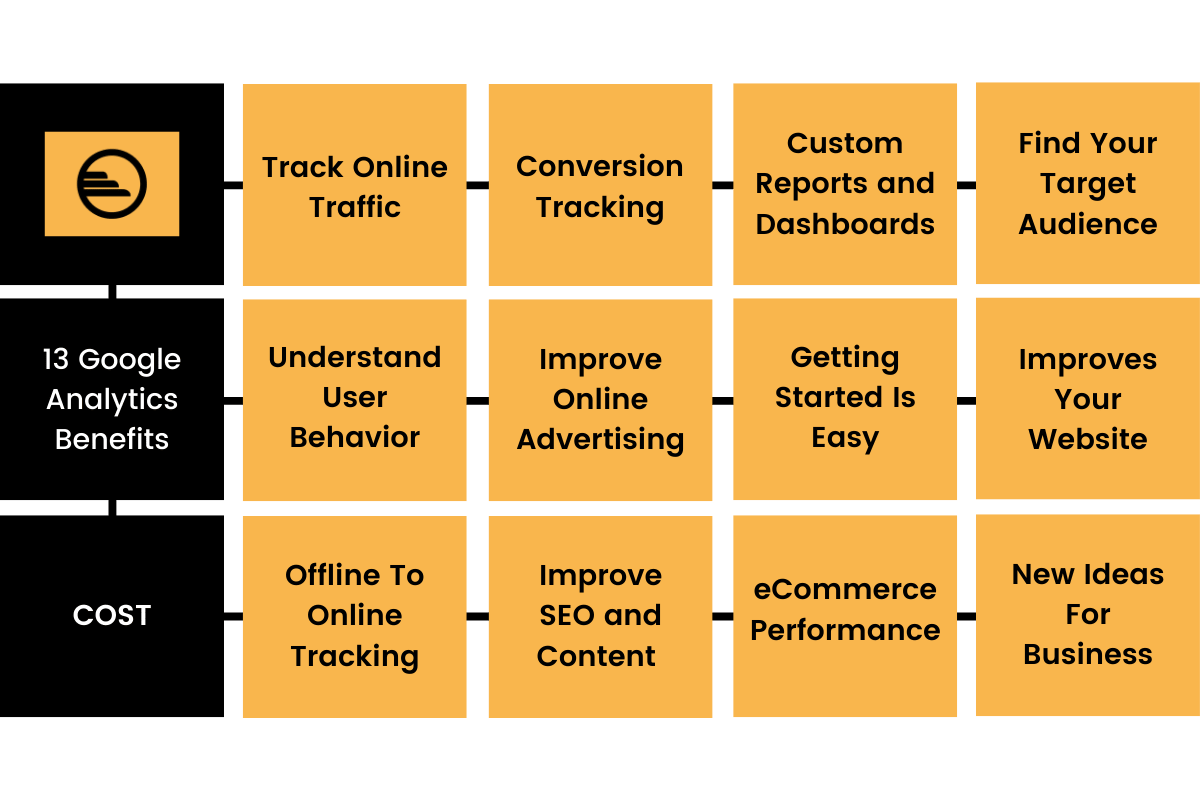 Track Online
Traffic
Conversion
Tracking
Custom
Reports and
Dashboards
Find Your
Target
Audience
13 Google
Analytics
Benefits
Understand
User
Behavior
Improve
Online
Advertising
Getting
Started Is
Easy
Improves
Your
Website
COST
Offline To
Online
Tracking
Improve
SEO and
Content
eCommerce
Performance
New Ideas
For
Business